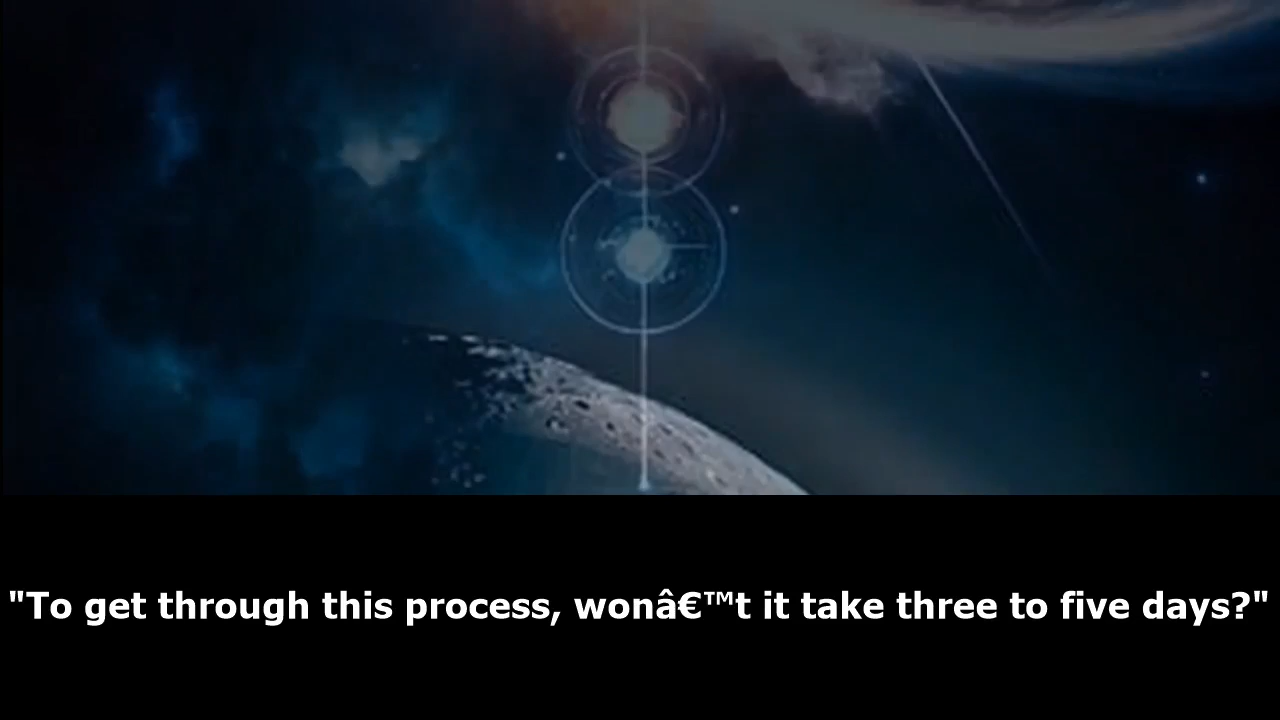 "To get through this process, wonâ€™t it take three to five days?"